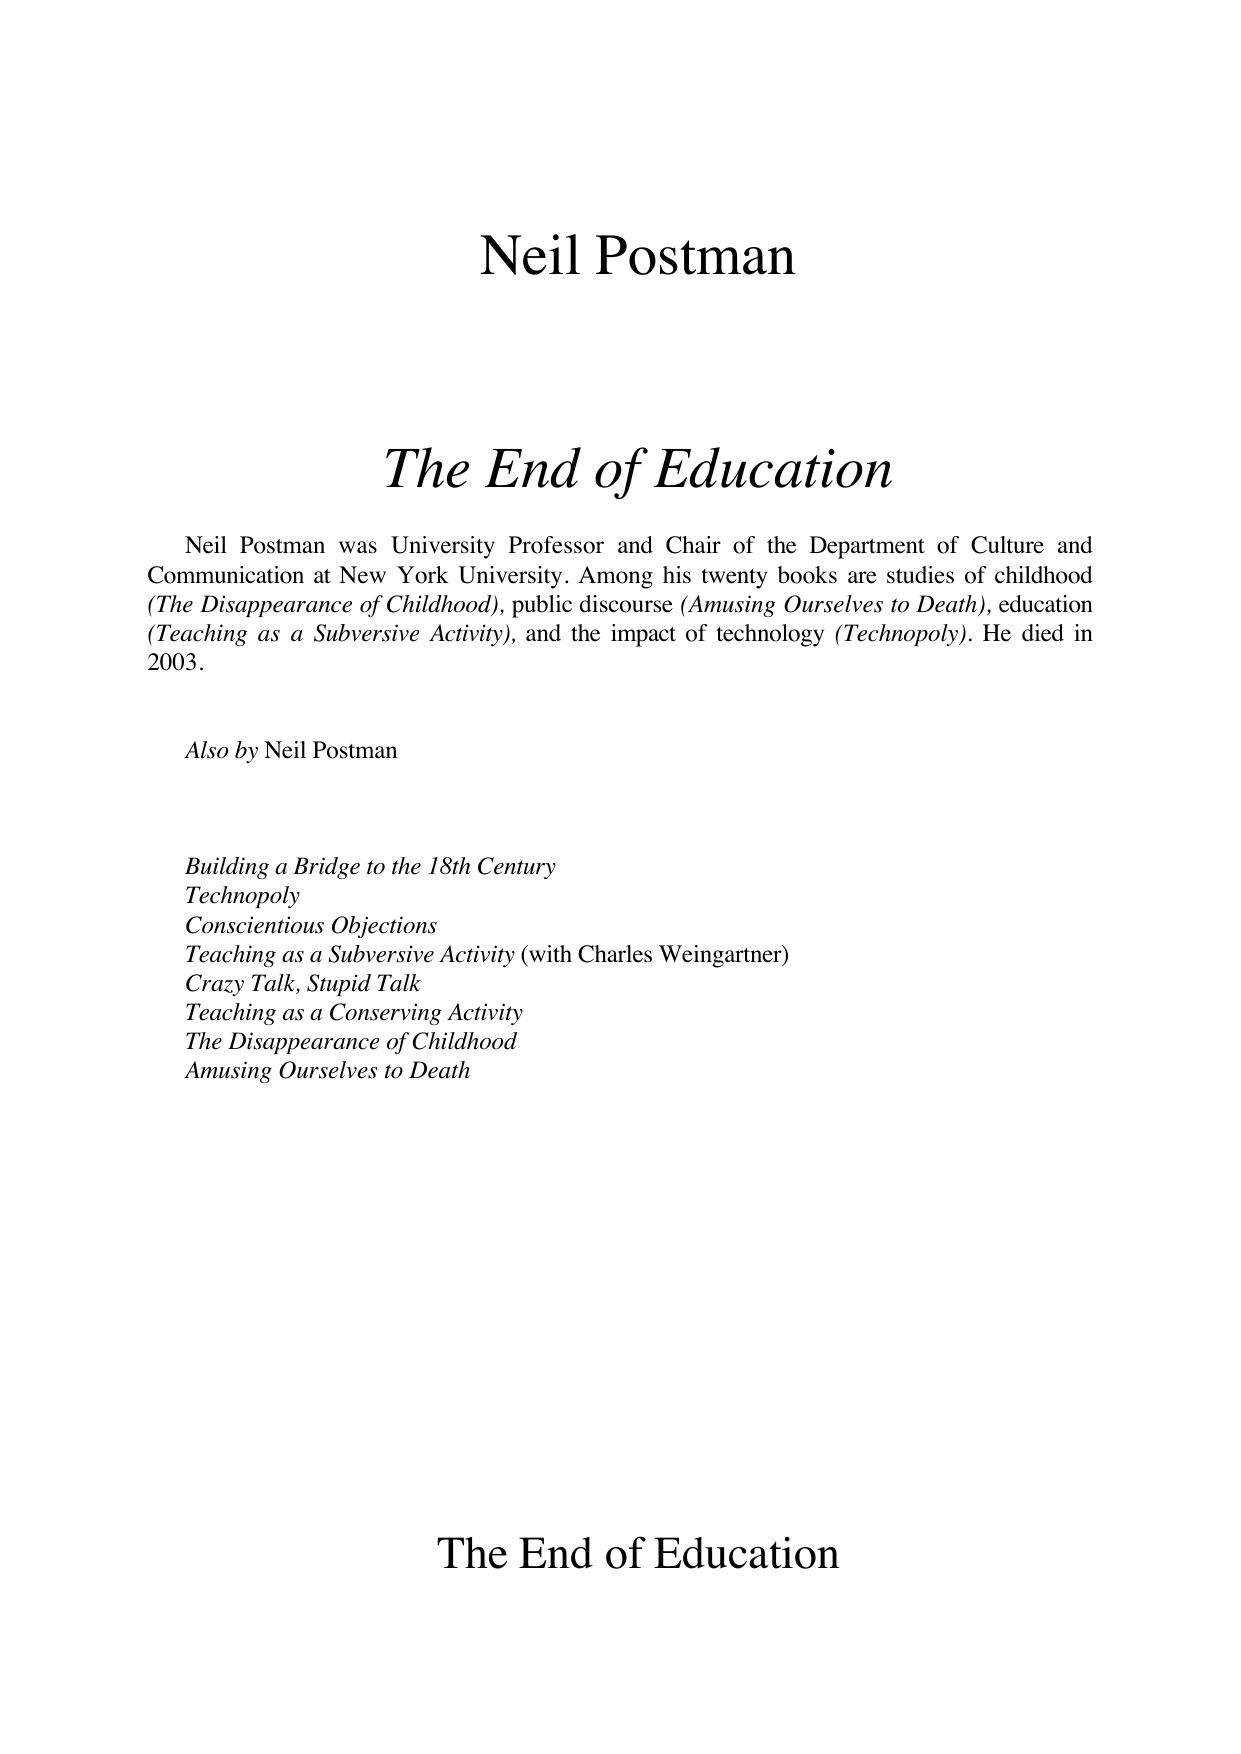 Neil Postman
The End of Education
Neil Postman was University Professor and Chair of the Department of Culture and
Communication at New York University. Among his twenty books are studies of childhood
(The Disappearance of Childhood), public discourse (Amusing Ourselves to Death), education
(Teaching as a Subversive Activity), and the impact of technology (Technopoly). He died in
2003.
Also by Neil Postman
Building a Bridge to the 18th Century
Technopoly
Conscientious Objections
Teaching as a Subversive Activity (with Charles Weingartner)
Crazy Talk, Stupid Talk
Teaching as a Conserving Activity
The Disappearance of Childhood
Amusing Ourselves to Death
The End of Education